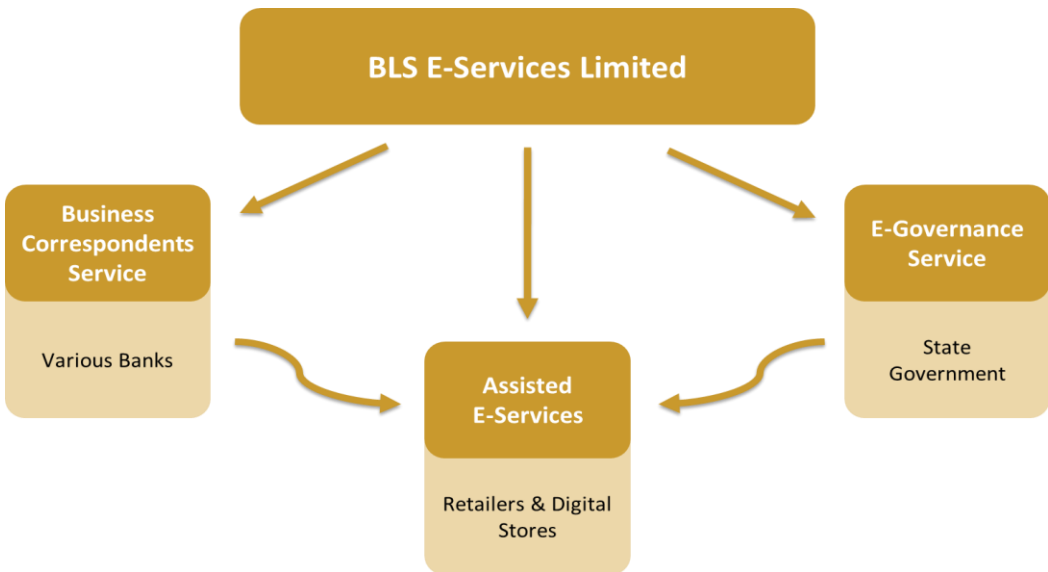 BLS E-Services Limited
Business
Correspondents
Service
Various Banks
E-Governance
Service
State
Government
Assisted
E-Services
Retailers & Digital
Stores